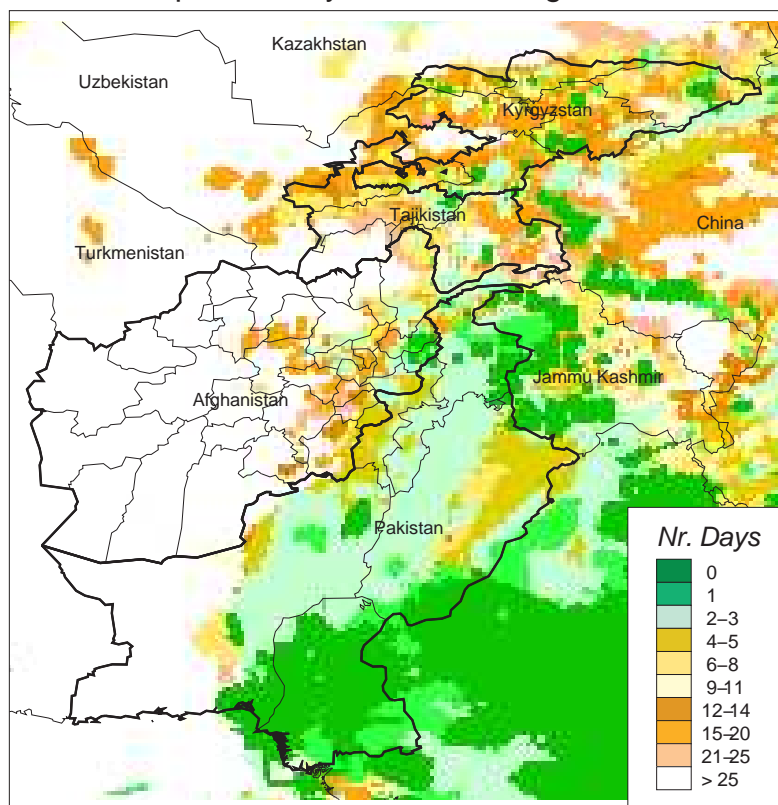 Kazakhstan
Uzbekistan
Kyrgyzstan
Tajikistan
China
Turkmenistan
Jammu Kashmir
Afghanistan
Pakistan
Nr. Days
0
1
2–3
4–5
6–8
9–11
12–14
15–20
21–25
> 25